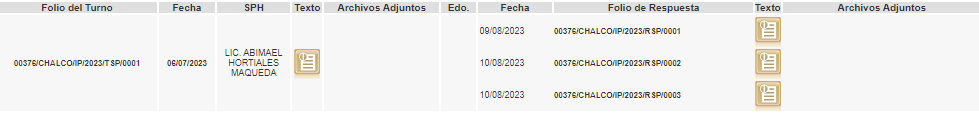 Folio del Turno Fecha SPH Texto Archivos Adjuntos Edo. Fecha Folio de Respuesta Texto Archivos Adjuntos
09/08/2023 00376/CHALCO/IP/2023/RSP/0001
LIC. ABIMAEL
00376/CHALCO/IP/2023/TSP/0001 06/07/2023 HORTIALES 10/08/2023 00376/CHALCO/IP/2023/RSP/0002
MAQUEDA
10/08/2023 00376/CHALCO/IP/2023/RSP/0003